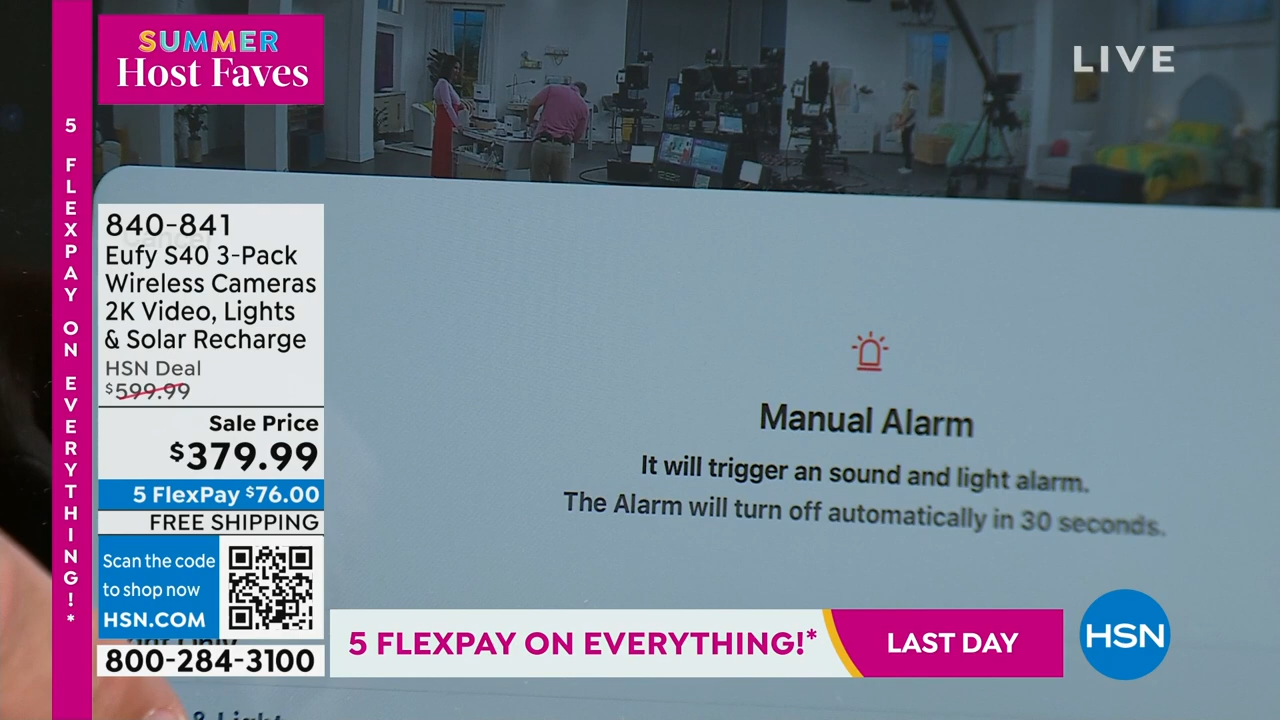 SUMMER
Host Faves
LIVE
5 FLEXPAY ON EVERYTHING!*
840-841
Cancel
Eufy S40 3-Pack
Wireless Cameras
2K Video, Lights
& Solar Recharge
HSN Deal
$599.99
Sale Price
$379.99
5 FlexPay $76.00
FREE SHIPPING
Scan the code
to shop now
HSN.COM
800-284-3100
Manual Alarm
It will trigger an sound and light alarm.
The Alarm will turn off automatically in 30 seconds.
5 FLEXPAY ON EVERYTHING!*
LAST DAY
HSN
& Light